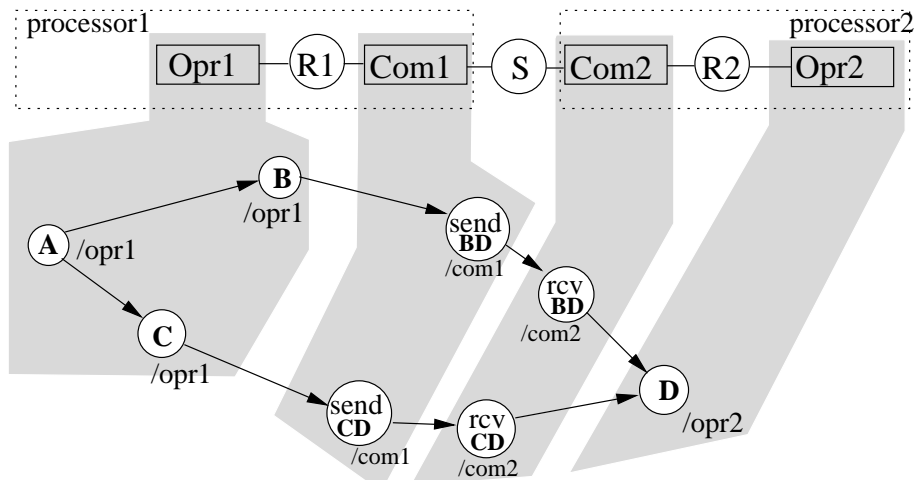 processor1
processor2
Opr1
R1
Com1
S
Com2
R2
Opr2
B
/opr1
A
/opr1
send
BD
/com1
rcv
BD
/com2
C
/opr1
D
/opr2
send
CD
/com1
rcv
CD
/com2